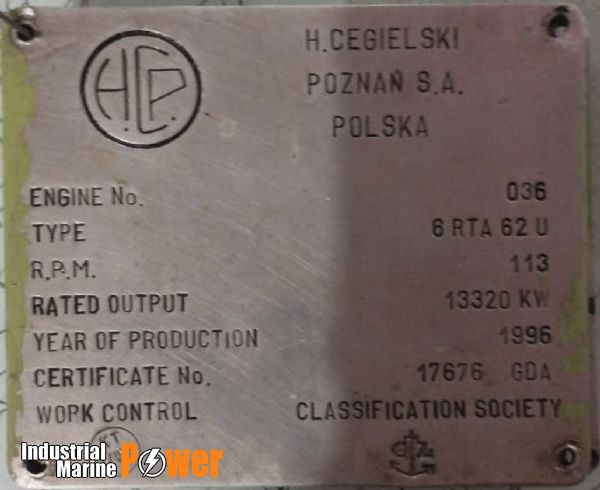 H.C.P.
H. CEGIELSKI
POZNAŃ S.A.
POLSKA
ENGINE No. 036
TYPE 6 RTA 62 U
R.P.M. 113
RATED OUTPUT 13320 KW
YEAR OF PRODUCTION 1996
CERTIFICATE No. 17676 GDA
WORK CONTROL CLASSIFICATION SOCIETY
Industrial
Marine Power